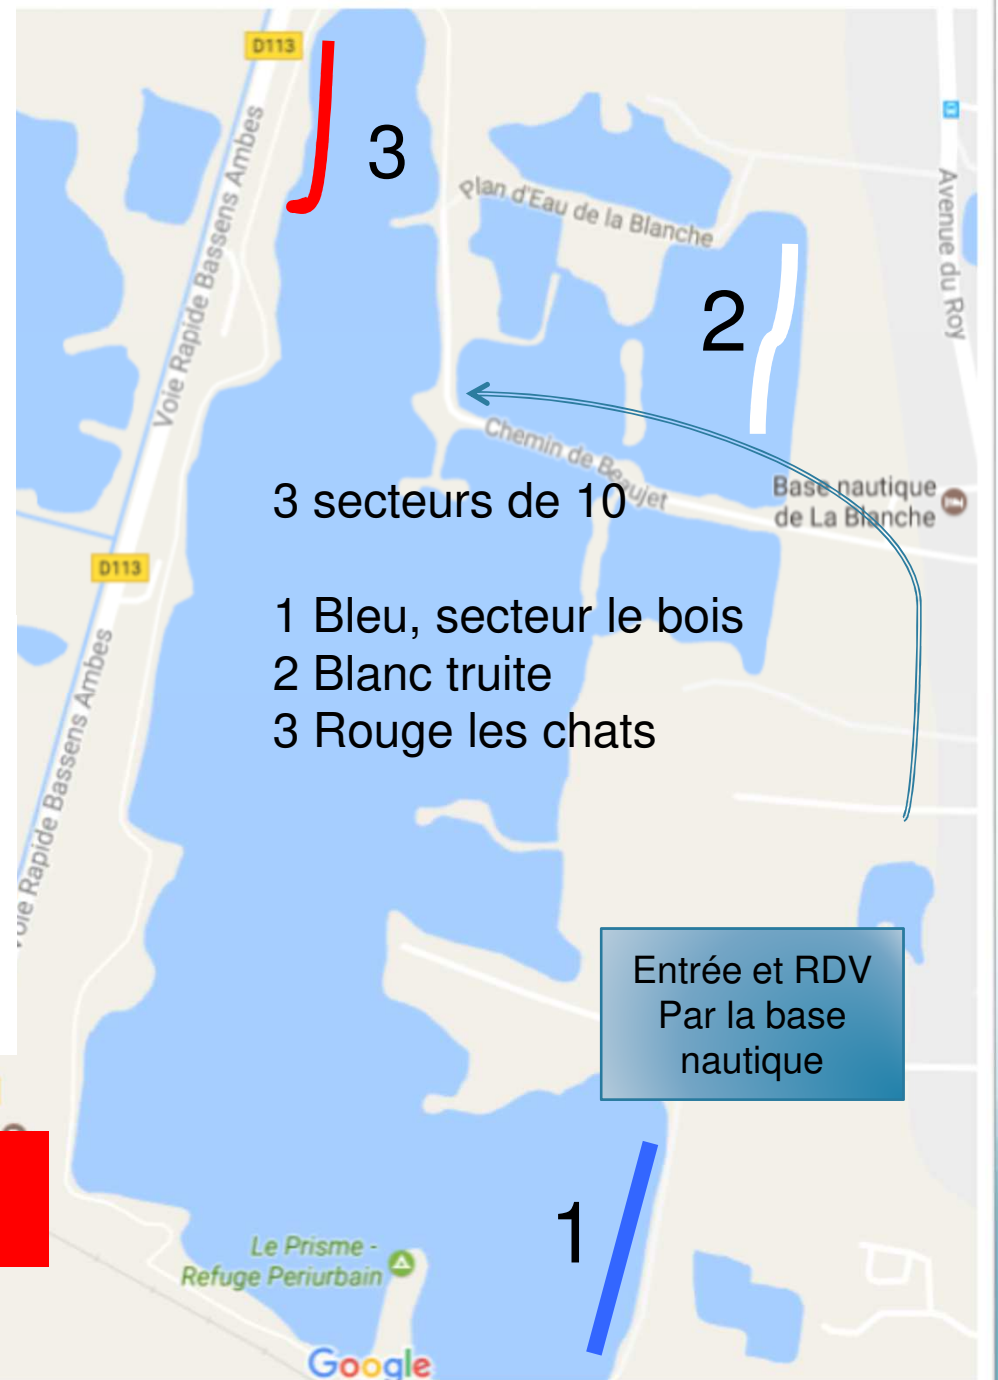 D113
3
Voie Rapide Bassens Ambes
Plan d'Eau de la Blanche
Avenue du Roy
2
Chemin de Beaujet
Base nautique
de La Blanche
3 secteurs de 10
D113
1 Bleu, secteur le bois
2 Blanc truite
3 Rouge les chats
Voie Rapide Bassens Ambes
Entrée et RDV
Par la base
nautique
1
Le Prisme -
Refuge Periurbain
Google